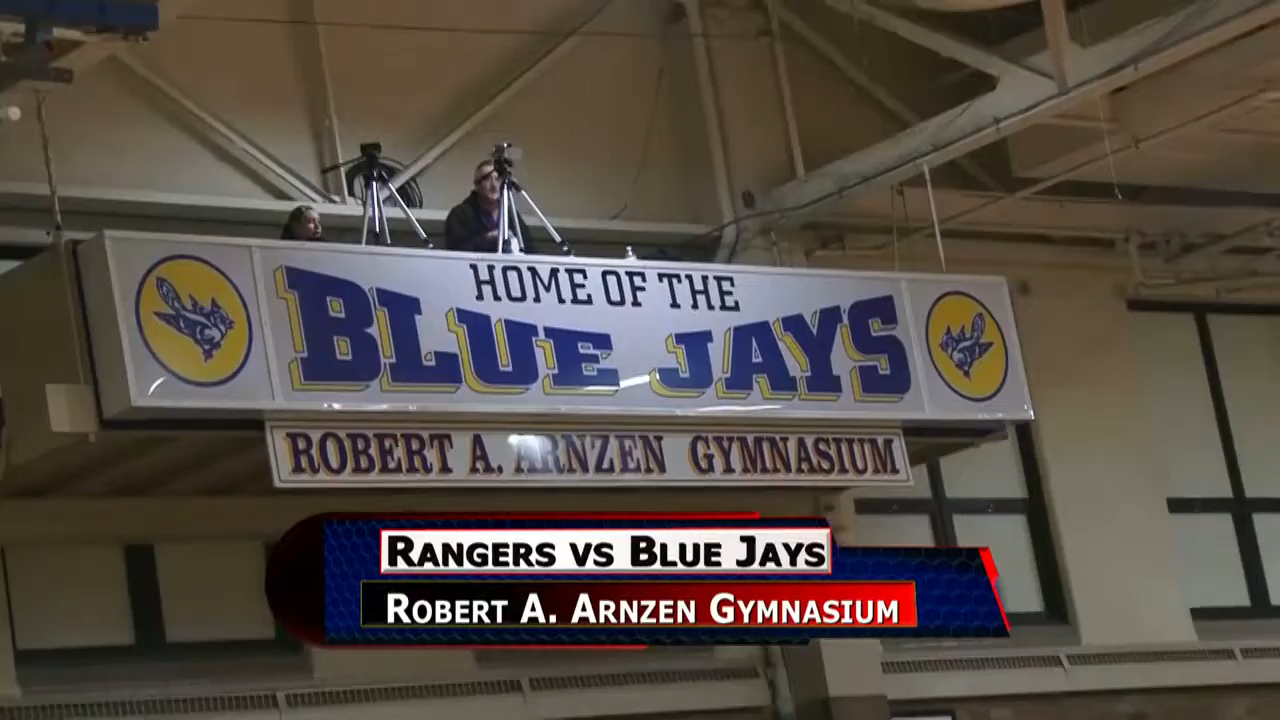 HOME OF THE
BLUE JAYS
ROBERT A. ARNZEN GYMNASIUM
RANGERS VS BLUE JAYS
ROBERT A. ARNZEN GYMNASIUM